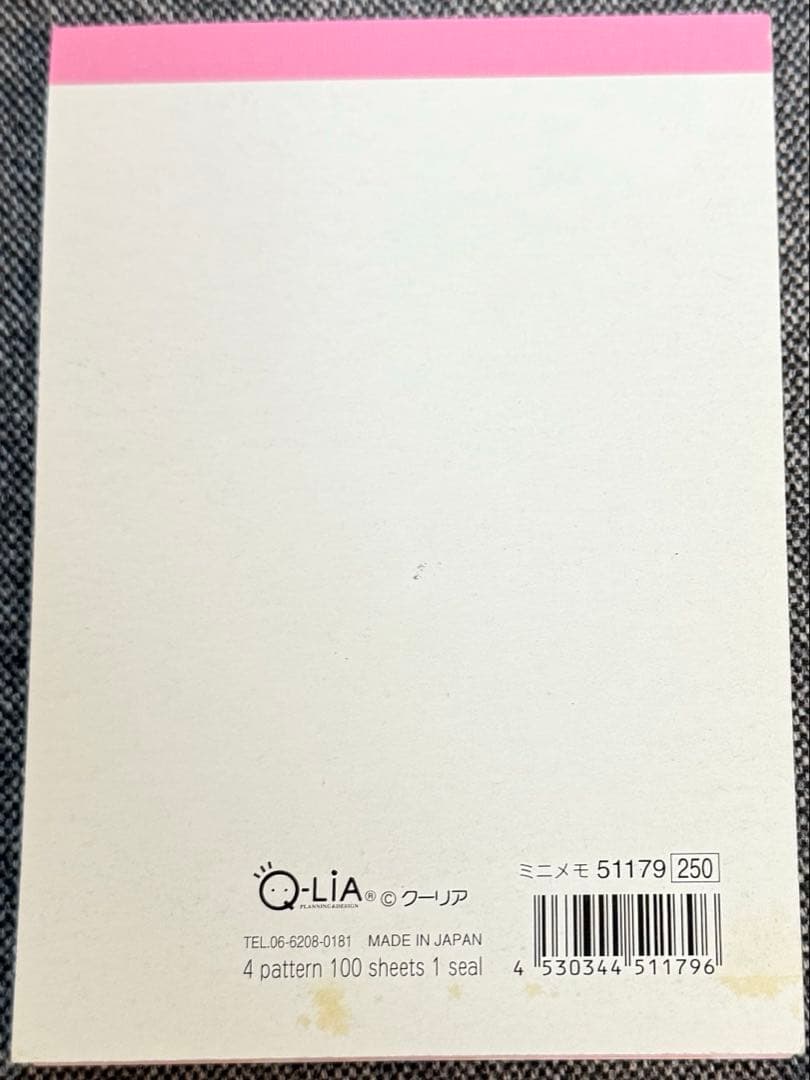 ミニメモ 51179 250
Q-LiA® © クーリア
PLANNING & DESIGN
TEL.06-6208-0181 MADE IN JAPAN
4 pattern 100 sheets 1 seal
4 530344 511796